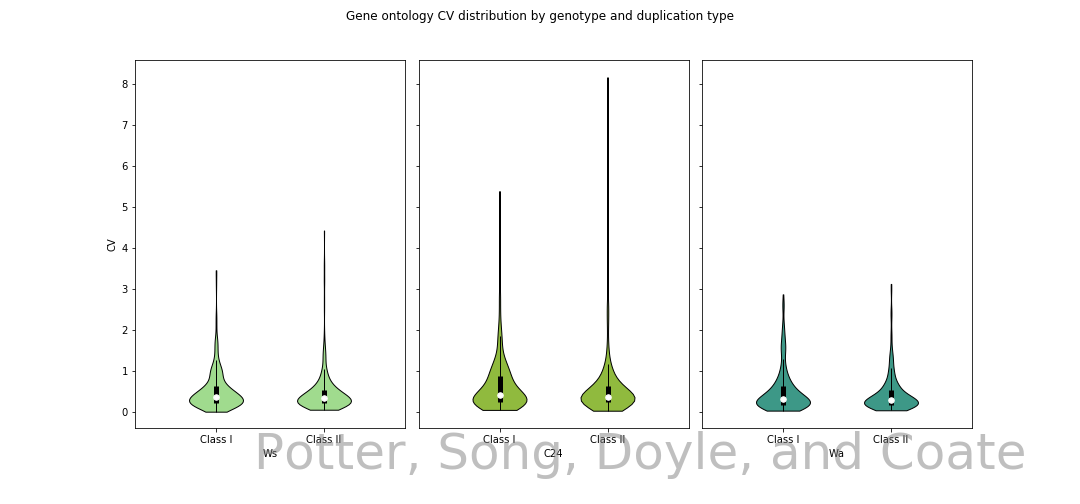 Gene ontology CV distribution by genotype and duplication type
CV
8
7
6
5
4
3
2
1
0
Class I Class II Class I Class II Class I Class II
Ws C24 Wa
Potter, Song, Doyle, and Coate